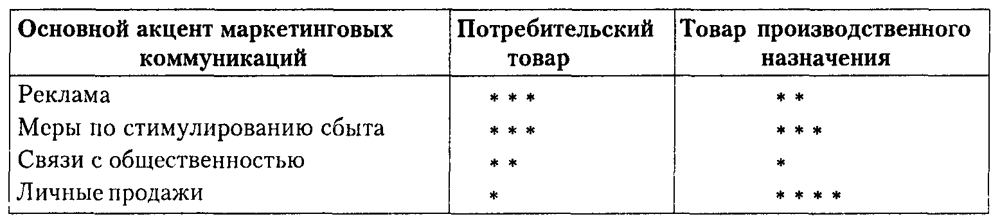 Основной акцент маркетинговых коммуникаций Потребительский товар Товар производственного назначения
Реклама * * * * *
Меры по стимулированию сбыта * * * * * *
Связи с общественностью * * *
Личные продажи * * * * *